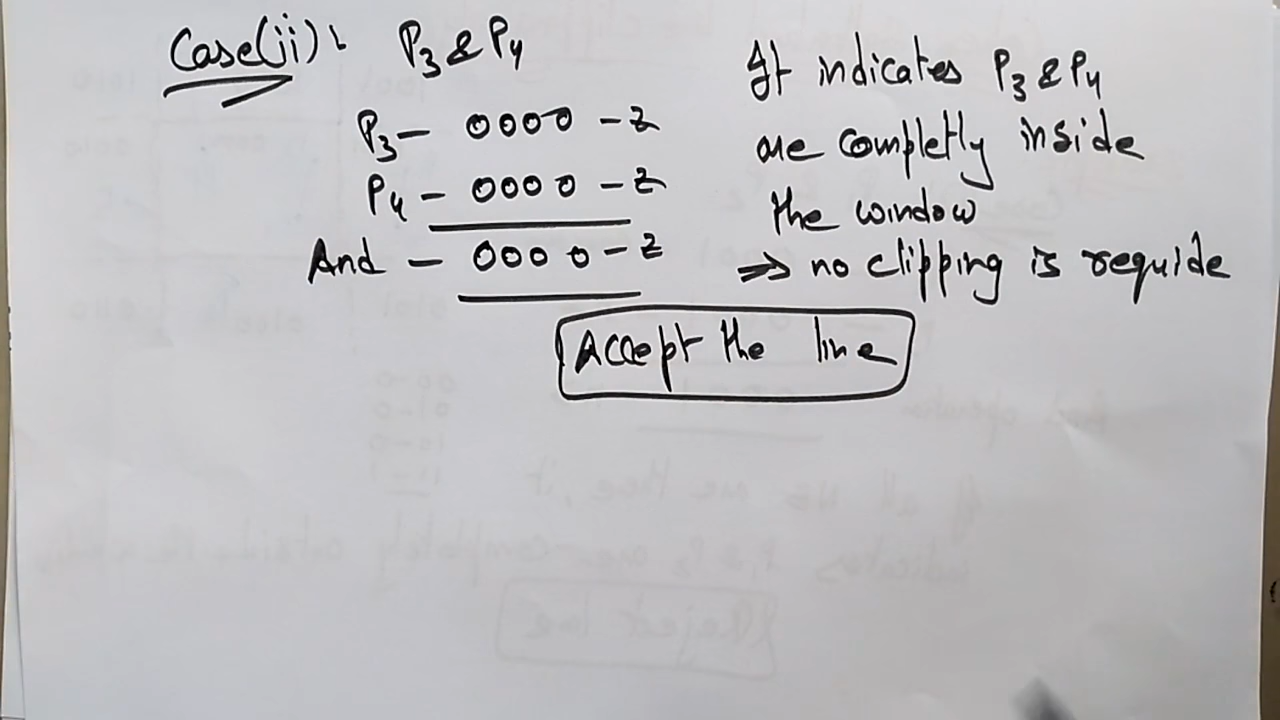 Case(ii): P3 & P4
P3 - 0000 - z
P4 - 0000 - z
And - 0000 - z
It indicates P3 & P4
are completly inside
the window
⇒ no clipping is requide
Accept the line